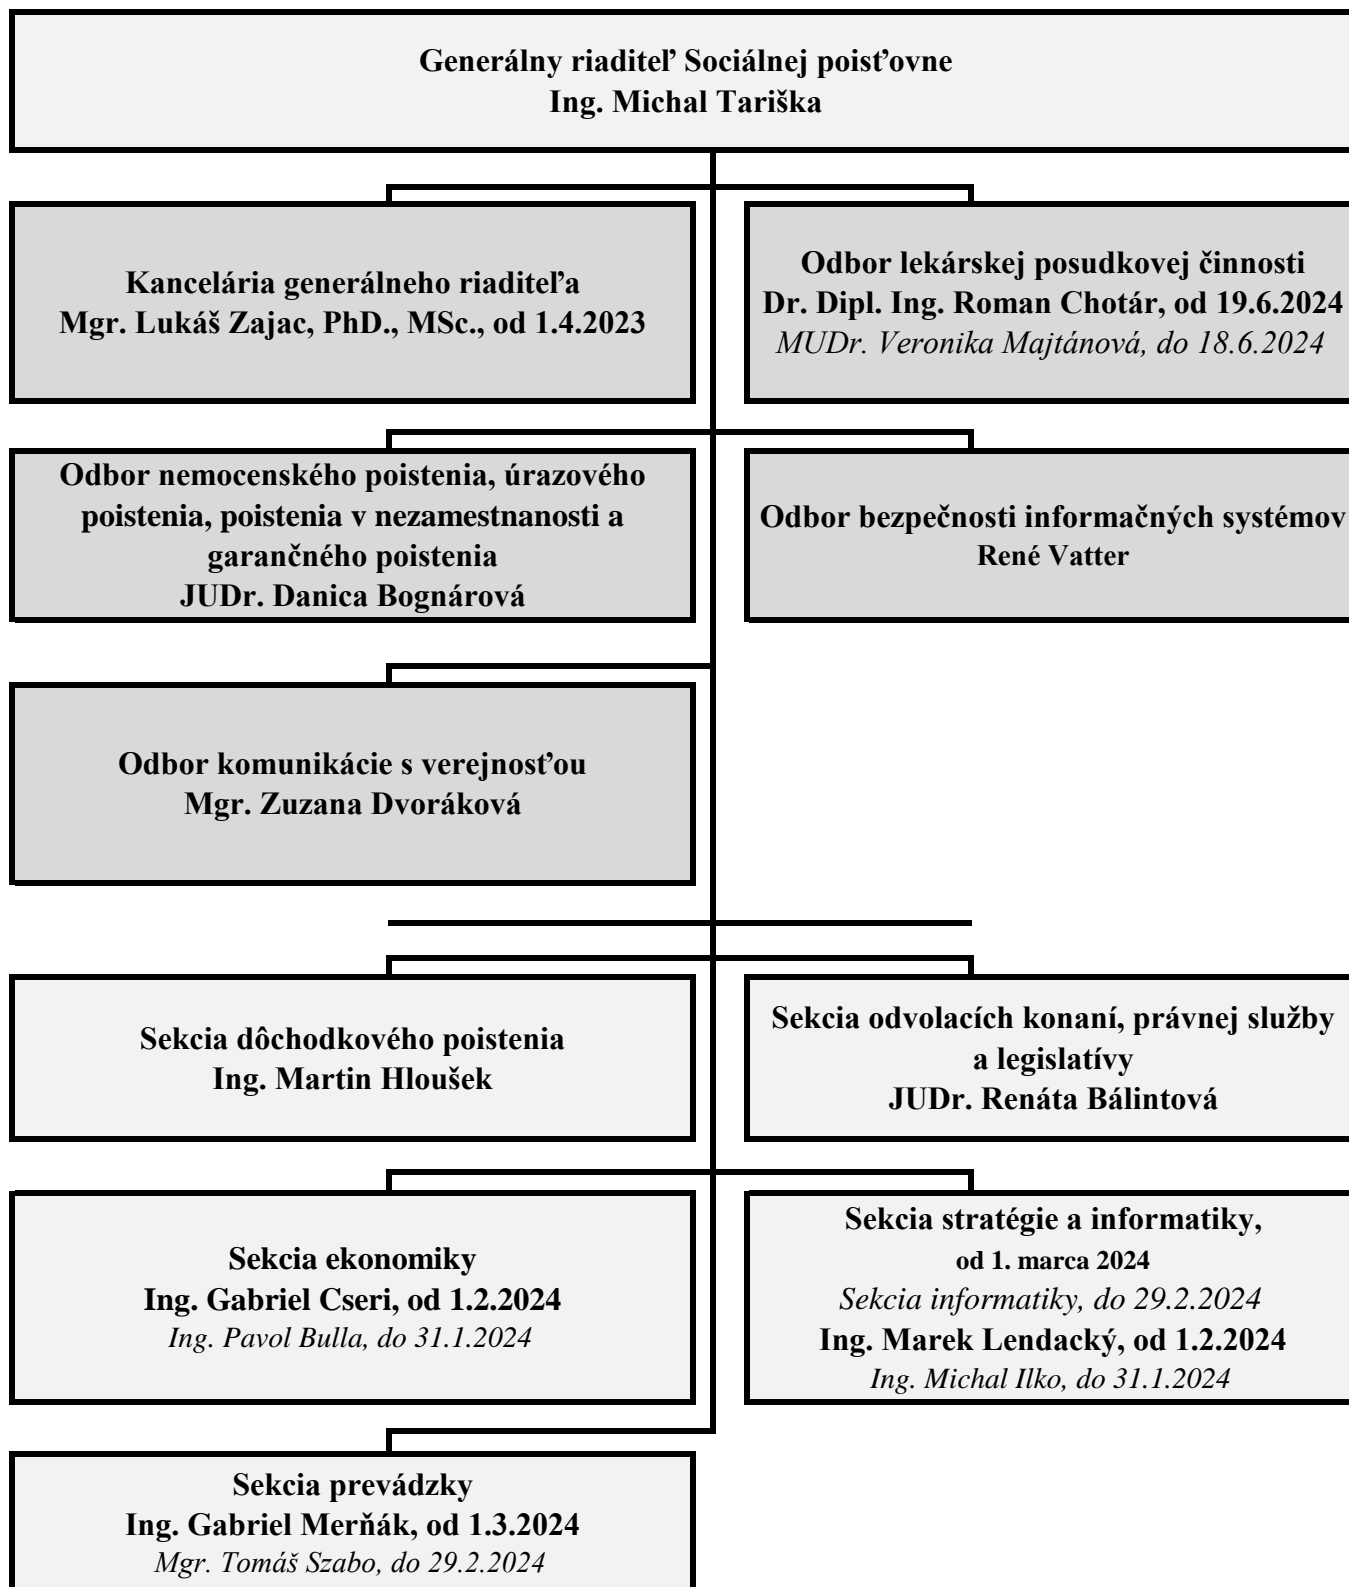 Generálny riaditeľ Sociálnej poisťovne
Ing. Michal Tariška
Kancelária generálneho riaditeľa
Mgr. Lukáš Zajac, PhD., MSc., od 1.4.2023
Odbor lekárskej posudkovej činnosti
Dr. Dipl. Ing. Roman Chotár, od 19.6.2024
MUDr. Veronika Majtánová, do 18.6.2024
Odbor nemocenského poistenia, úrazového
poistenia, poistenia v nezamestnanosti a
garančného poistenia
JUDr. Danica Bognárová
Odbor bezpečnosti informačných systémov
René Vatter
Odbor komunikácie s verejnosťou
Mgr. Zuzana Dvoráková
Sekcia dôchodkového poistenia
Ing. Martin Hloušek
Sekcia odvolacích konaní, právnej služby
a legislatívy
JUDr. Renáta Bálintová
Sekcia ekonomiky
Ing. Gabriel Cseri, od 1.2.2024
Ing. Pavol Bulla, do 31.1.2024
Sekcia stratégie a informatiky,
od 1. marca 2024
Sekcia informatiky, do 29.2.2024
Ing. Marek Lendacký, od 1.2.2024
Ing. Michal Ilko, do 31.1.2024
Sekcia prevádzky
Ing. Gabriel Merňák, od 1.3.2024
Mgr. Tomáš Szabo, do 29.2.2024